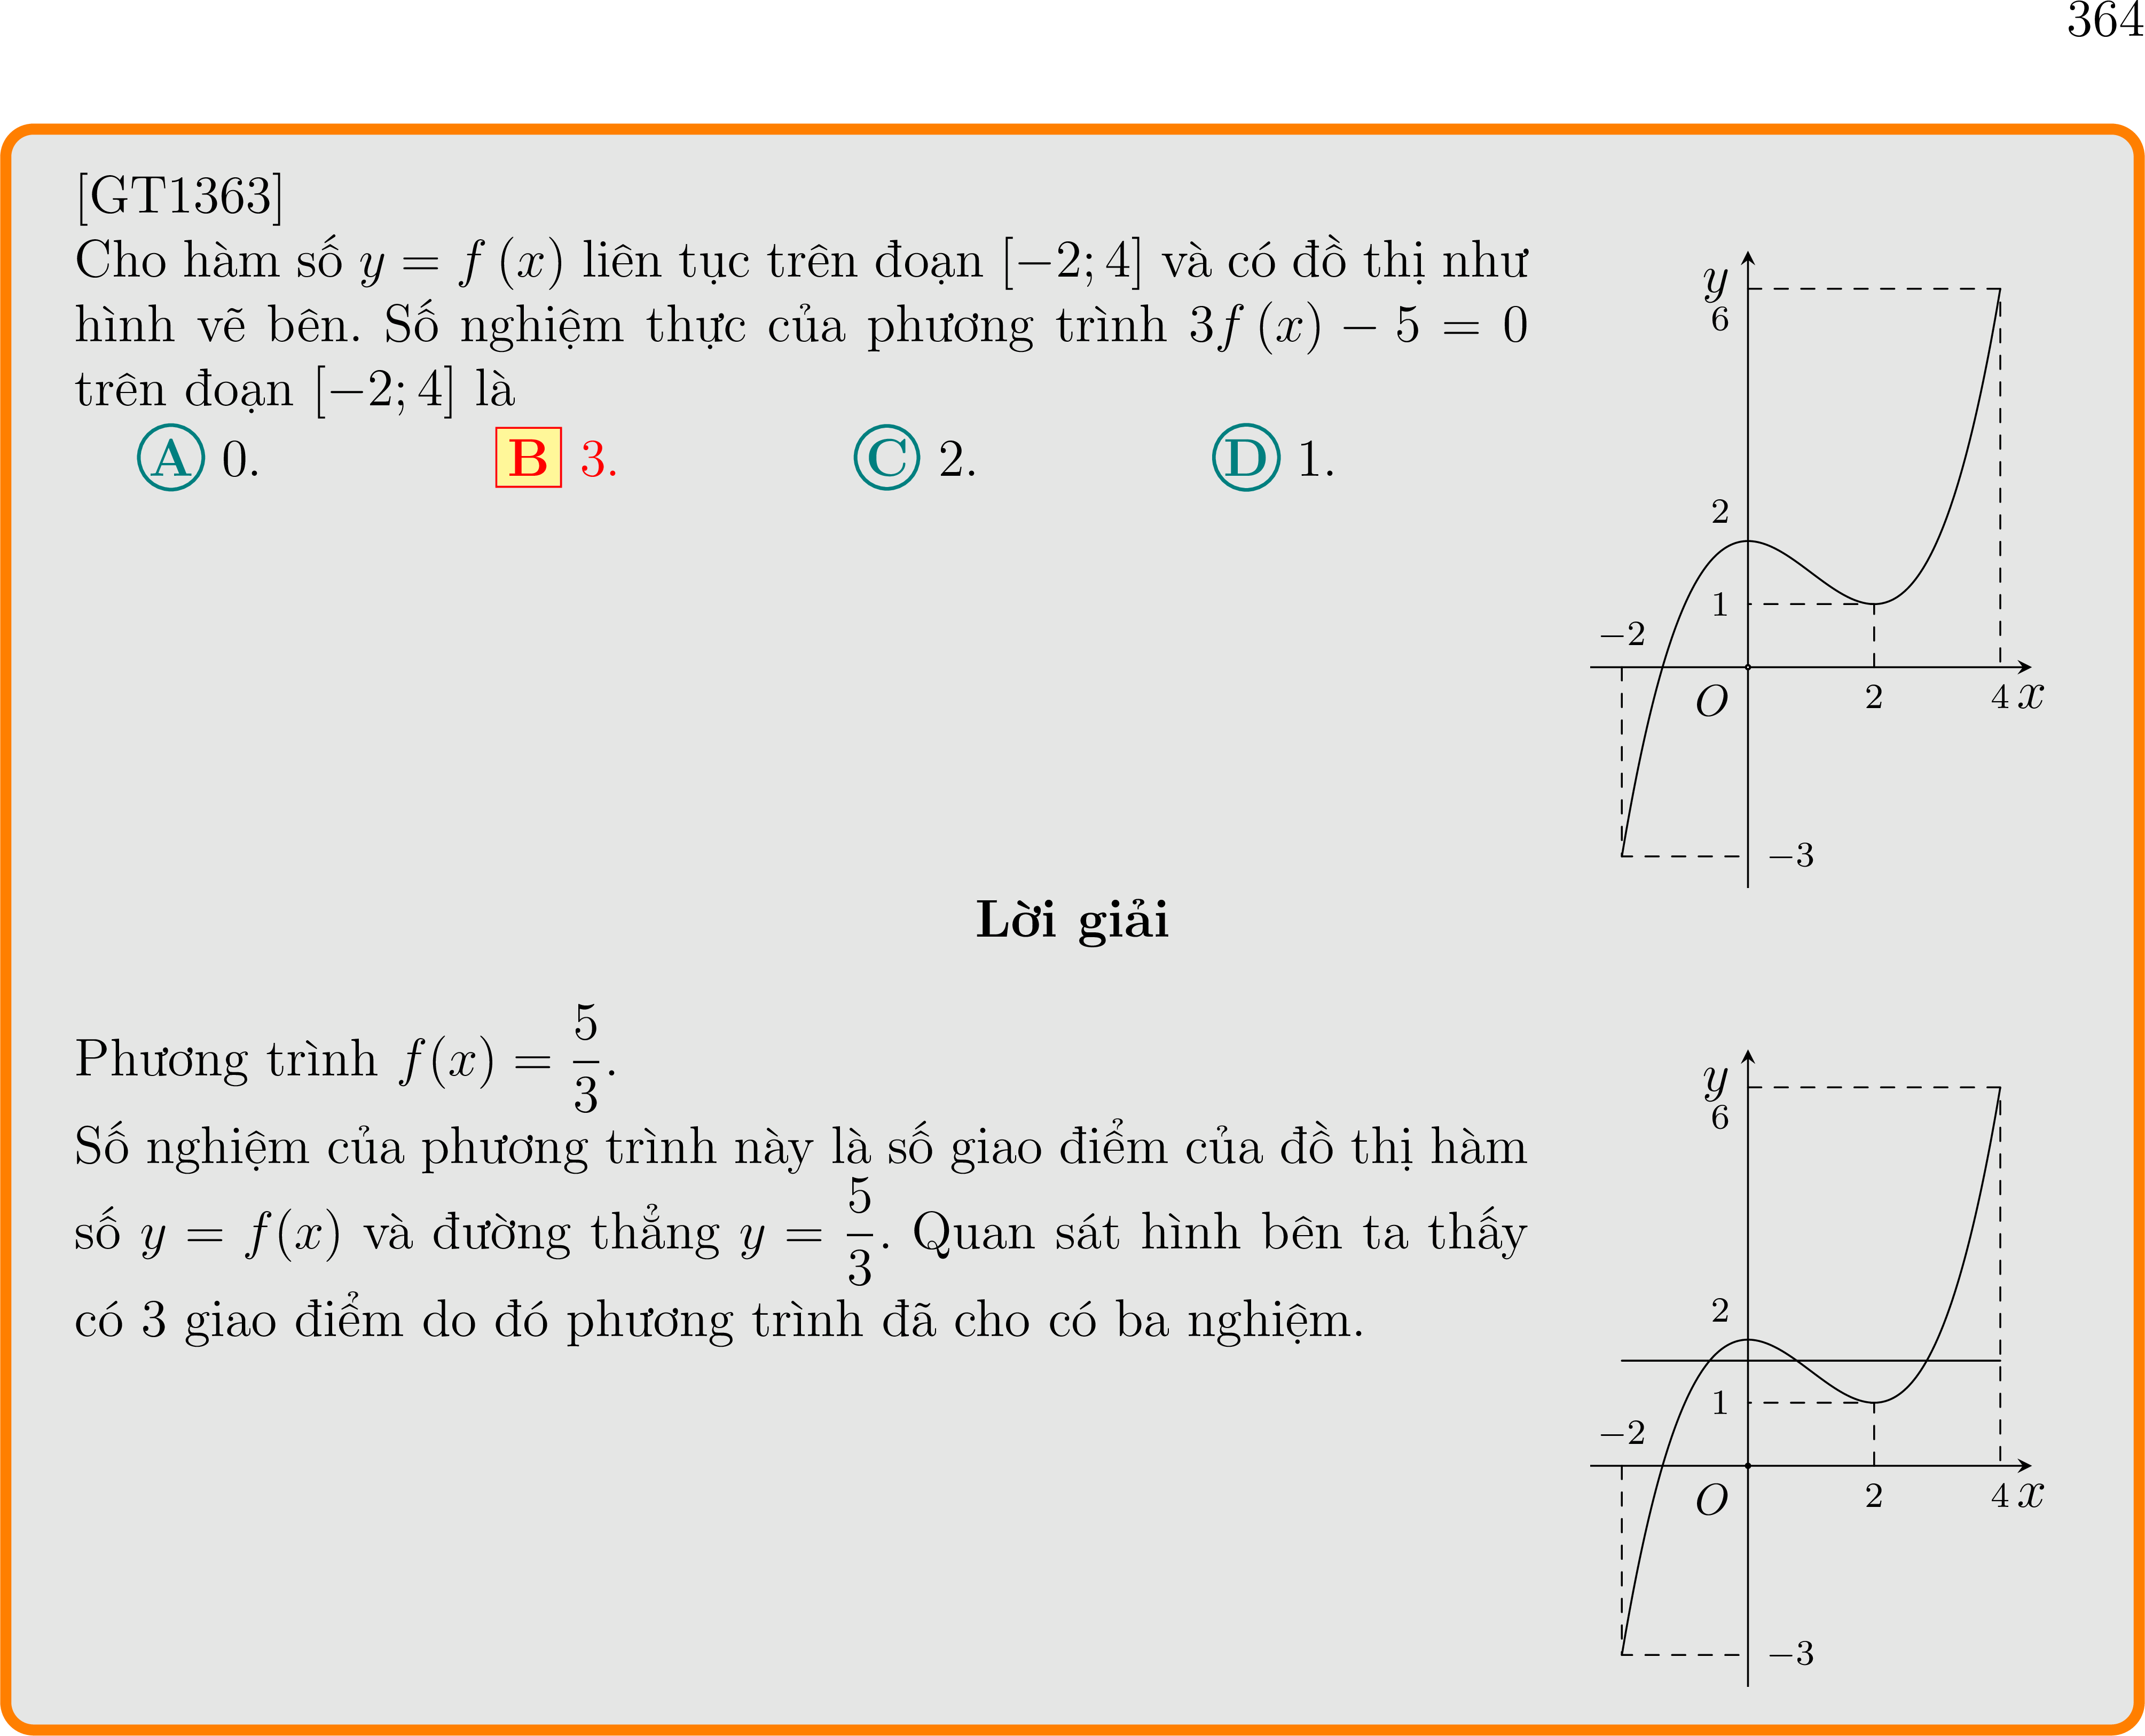 364
[GT1363]
Cho hàm số y = f (x) liên tục trên đoạn [−2; 4] và có đồ thị như
hình vẽ bên. Số nghiệm thực của phương trình 3f (x) − 5 = 0
trên đoạn [−2; 4] là
A 0. B 3. C 2. D 1.
y
6
2
1
−2
O 2 4 x
−3
Lời giải
Phương trình f(x) = 5/3.
Số nghiệm của phương trình này là số giao điểm của đồ thị hàm
số y = f(x) và đường thẳng y = 5/3. Quan sát hình bên ta thấy
có 3 giao điểm do đó phương trình đã cho có ba nghiệm.
y
6
2
1
−2
O 2 4 x
−3